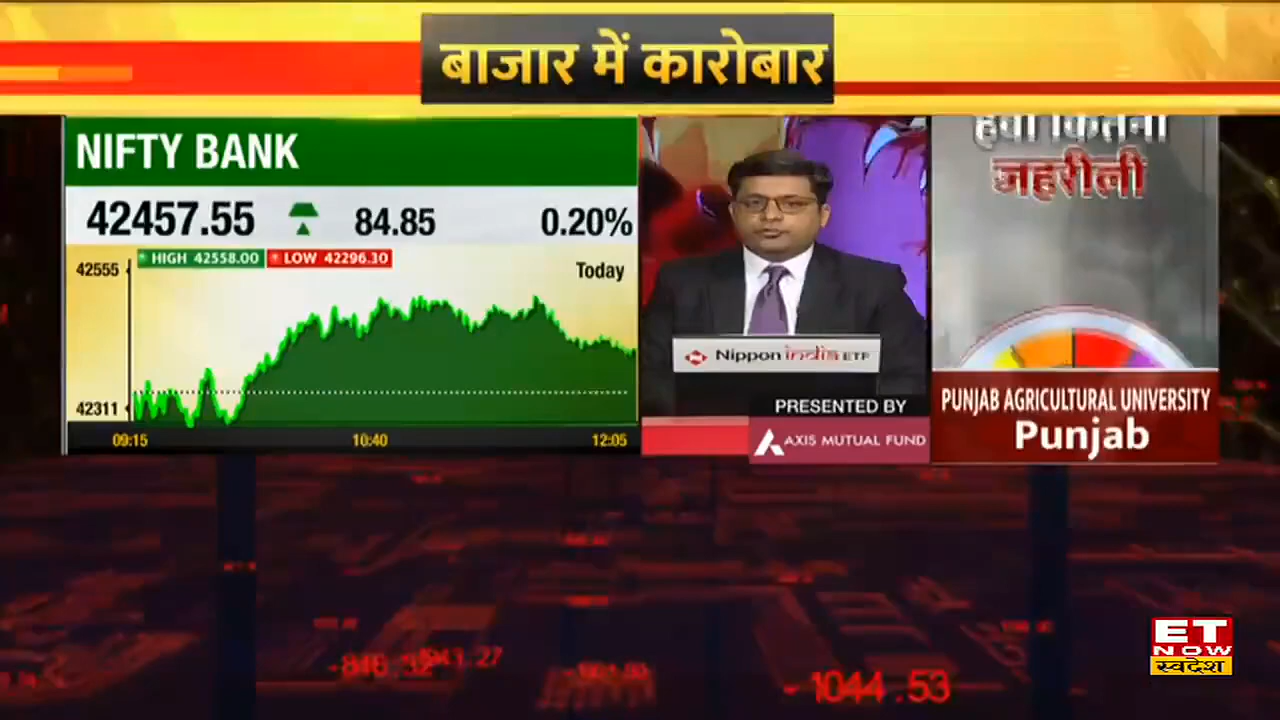 बाजार में कारोबार
NIFTY BANK
42457.55 84.85 0.20%
HIGH 42558.00 LOW 42296.30
Today
42555
42311
09:15 10:40 12:05
Nippon india ETF
PRESENTED BY
AXIS MUTUAL FUND
हवा कितनी
जहरीली
PUNJAB AGRICULTURAL UNIVERSITY
Punjab
-1044.53
ET
NOW
स्वदेश